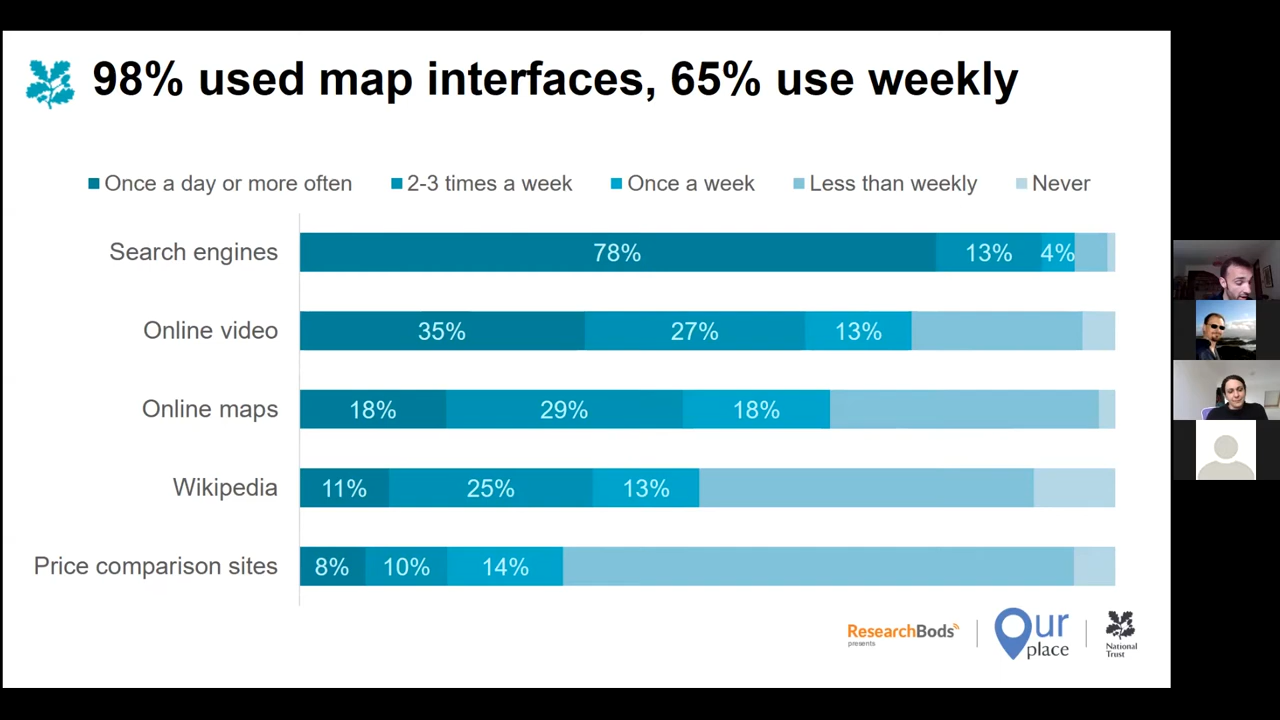 98% used map interfaces, 65% use weekly
Once a day or more often 2-3 times a week Once a week Less than weekly Never
Search engines 78% 13% 4%
Online video 35% 27% 13%
Online maps 18% 29% 18%
Wikipedia 11% 25% 13%
Price comparison sites 8% 10% 14%
ResearchBods
presents
Our
place
National
Trust